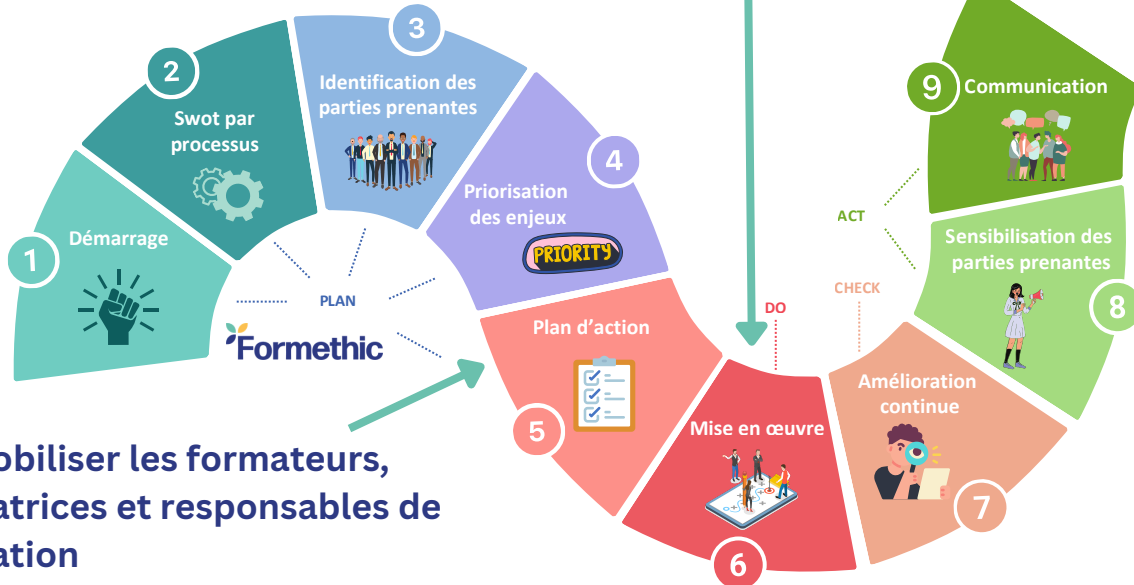 1
Démarrage
2
Swot par
processus
3
Identification des
parties prenantes
4
Priorisation
des enjeux
PRIORITY
PLAN
Formethic
5
Plan d'action
DO
6
Mise en œuvre
CHECK
7
Amélioration
continue
ACT
8
Sensibilisation des
parties prenantes
9
Communication
obiliser les formateurs,
atrices et responsables de
ation